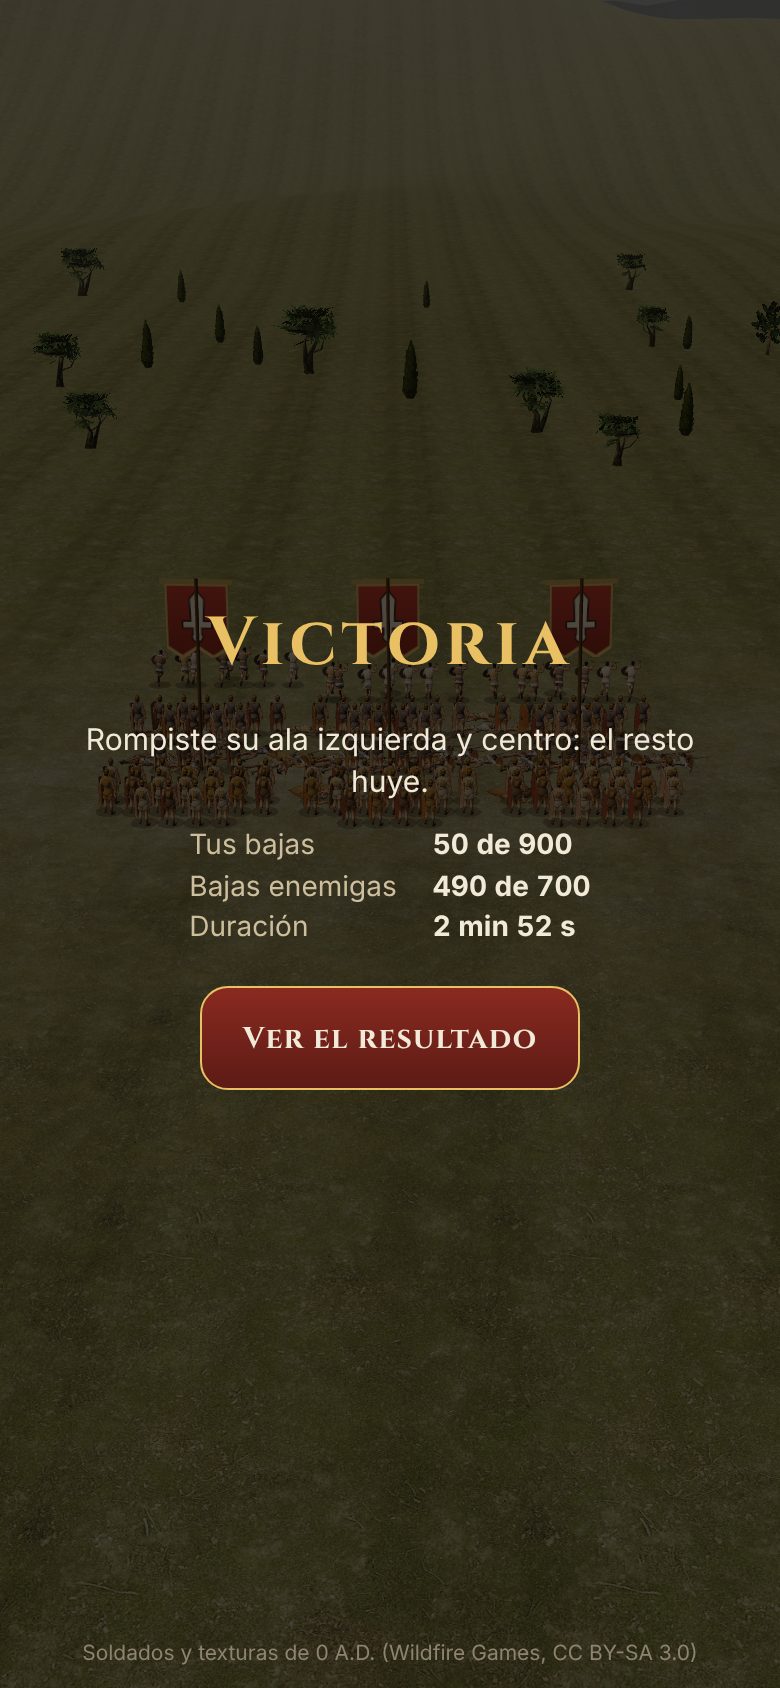 Victoria
Rompiste su ala izquierda y centro: el resto
huye.
Tus bajas 50 de 900
Bajas enemigas 490 de 700
Duración 2 min 52 s
Ver el resultado
Soldados y texturas de 0 A.D. (Wildfire Games, CC BY-SA 3.0)